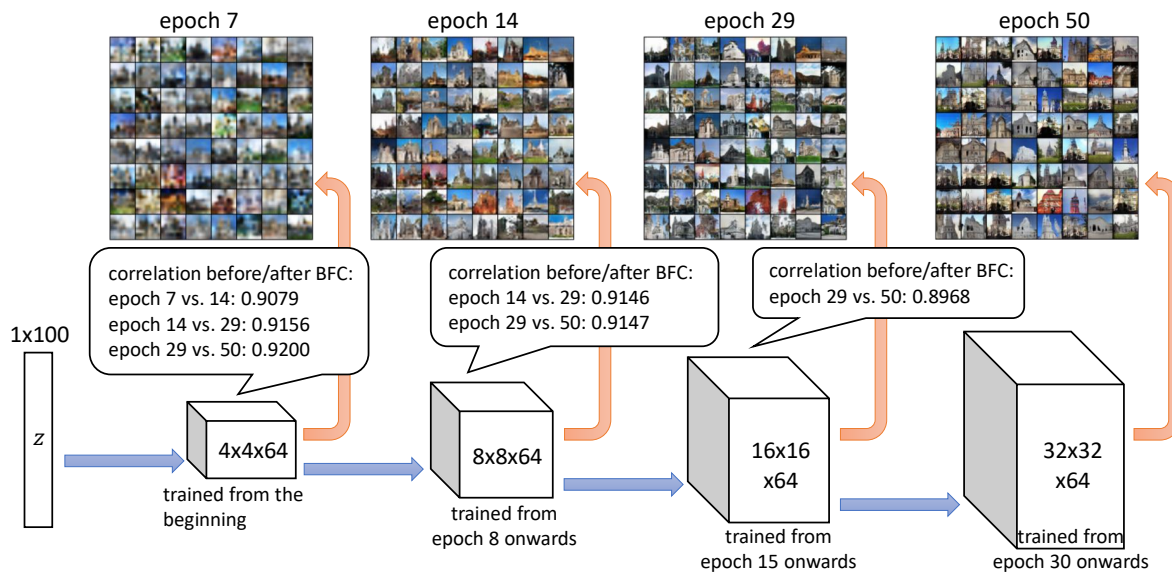 epoch 7
epoch 14
epoch 29
epoch 50
correlation before/after BFC:
epoch 7 vs. 14: 0.9079
epoch 14 vs. 29: 0.9156
epoch 29 vs. 50: 0.9200
correlation before/after BFC:
epoch 14 vs. 29: 0.9146
epoch 29 vs. 50: 0.9147
correlation before/after BFC:
epoch 29 vs. 50: 0.8968
1x100
z
4x4x64
trained from the
beginning
8x8x64
trained from
epoch 8 onwards
16x16
x64
trained from
epoch 15 onwards
32x32
x64
trained from
epoch 30 onwards